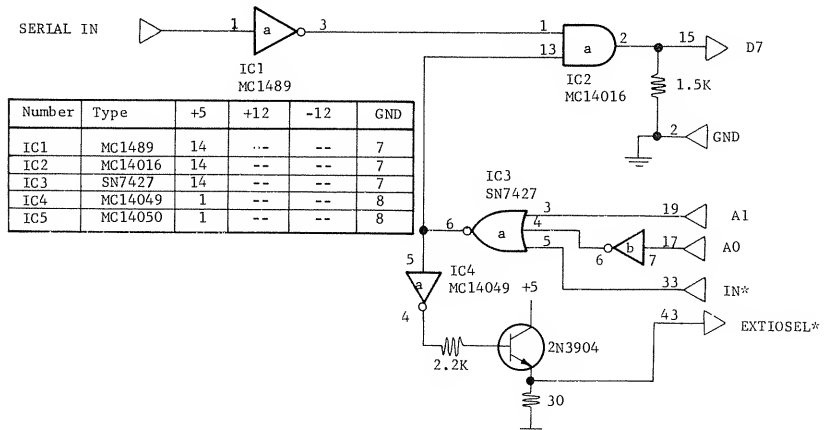 SERIAL IN
1
a
3
IC1
MC1489
1
13
a
2
IC2
MC14016
15
D7
1.5K
2
GND
Number Type +5 +12 -12 GND
IC1 MC1489 14 -- -- 7
IC2 MC14016 14 -- -- 7
IC3 SN7427 14 -- -- 7
IC4 MC14049 1 -- -- 8
IC5 MC14050 1 -- -- 8
IC3
SN7427
6
a
3
4
5
19
A1
b
6
7
17
A0
33
IN*
5
a
4
IC4
MC14049
+5
2N3904
2.2K
30
43
EXTIOSEL*